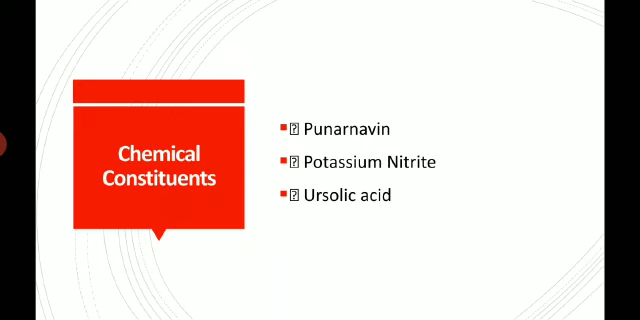 Chemical
Constituents
Punarnavin
Potassium Nitrite
Ursolic acid